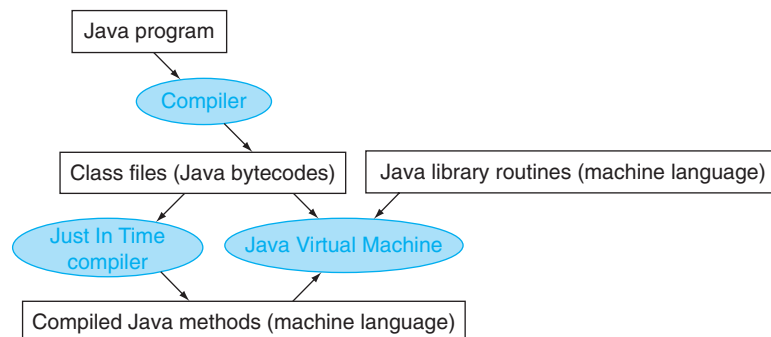 Java program
Compiler
Class files (Java bytecodes)
Java library routines (machine language)
Just In Time
compiler
Java Virtual Machine
Compiled Java methods (machine language)